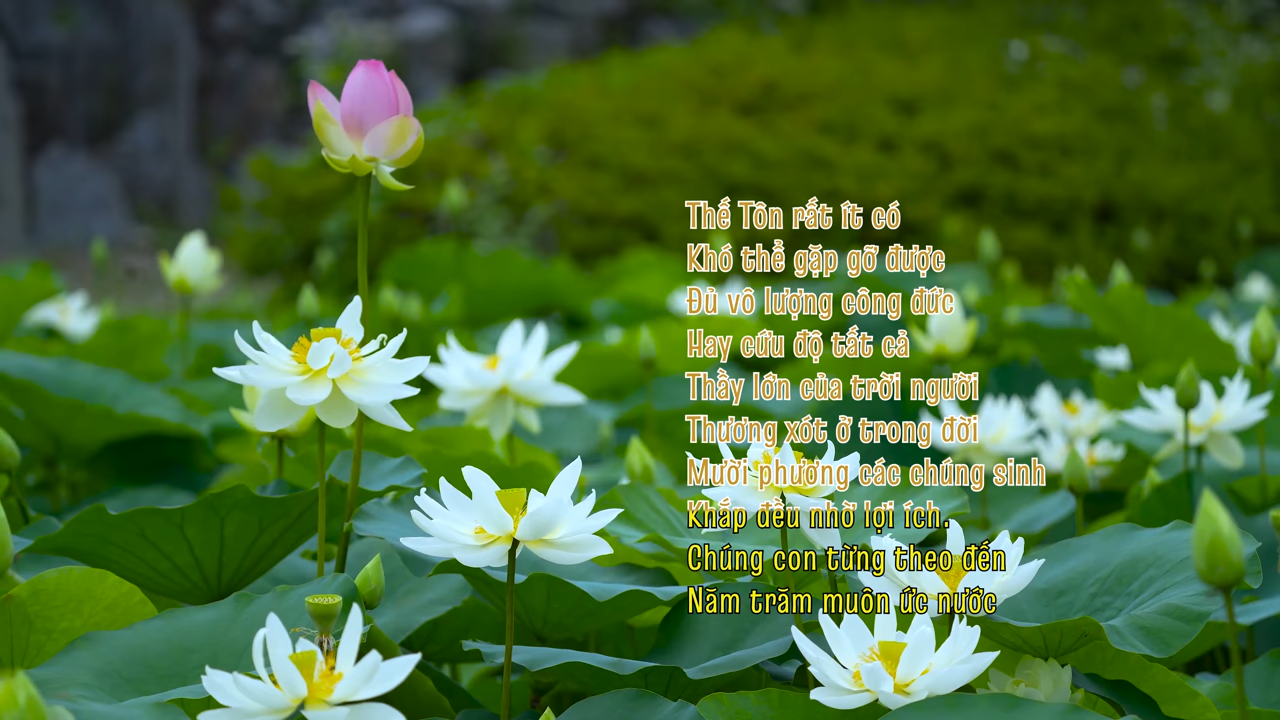 Thế Tôn rất ít có
Khó thể gặp gỡ được
Đủ vô lượng công đức
Hay cứu độ tất cả
Thầy lớn của trời người
Thương xót ở trong đời
Mười phương các chúng sinh
Khắp đều nhờ lợi ích.
Chúng con từng theo đến
Năm trăm muôn ức nước